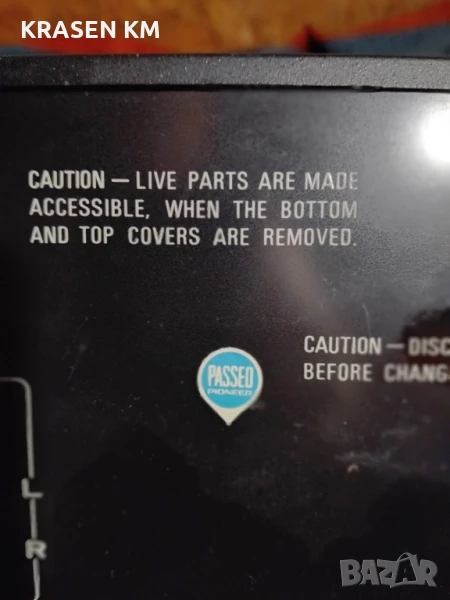 KRASEN KM
CAUTION — LIVE PARTS ARE MADE
ACCESSIBLE, WHEN THE BOTTOM
AND TOP COVERS ARE REMOVED.
CAUTION — DISC
BEFORE CHANG
PASSED
PIONEER
L
R
BAZAR